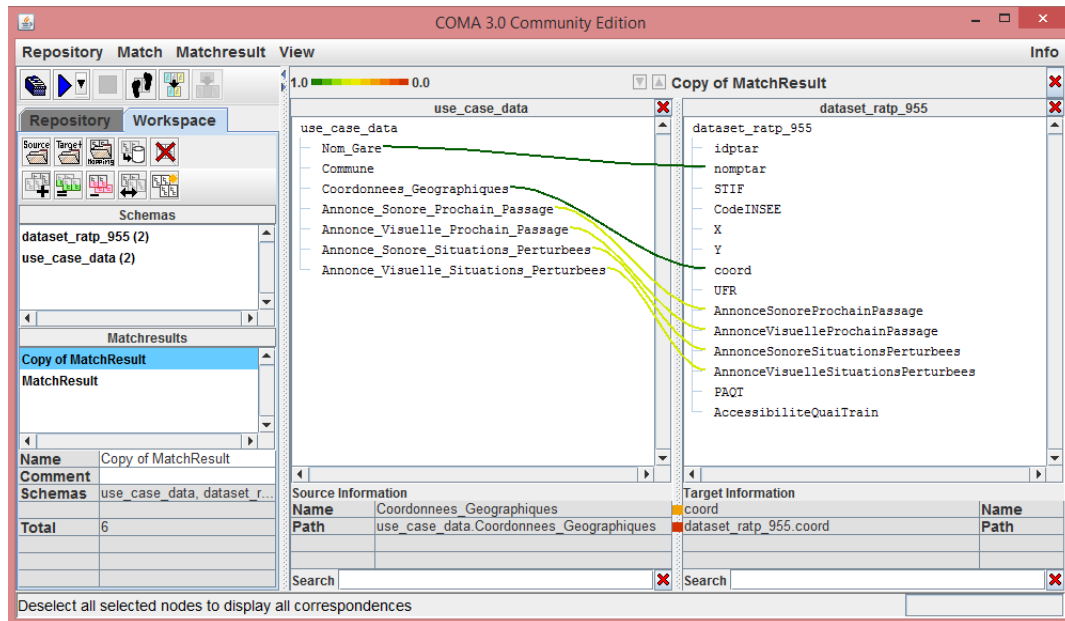 COMA 3.0 Community Edition
Repository Match Matchresult View Info
1.0 0.0 Copy of MatchResult
Repository Workspace
Source Target Mapping
Schemas
dataset_ratp_955 (2)
use_case_data (2)
Matchresults
Copy of MatchResult
MatchResult
Name Copy of MatchResult
Comment
Schemas use_case_data, dataset_r...
Total 6
use_case_data
use_case_data
Nom_Gare
Commune
Coordonnees_Geographiques
Annonce_Sonore_Prochain_Passage
Annonce_Visuelle_Prochain_Passage
Annonce_Sonore_Situations_Perturbees
Annonce_Visuelle_Situations_Perturbees
Source Information
Name Coordonnees_Geographiques
Path use_case_data.Coordonnees_Geographiques
Search
dataset_ratp_955
dataset_ratp_955
idptar
nomptar
STIF
CodeINSEE
X
Y
coord
UFR
AnnonceSonoreProchainPassage
AnnonceVisuelleProchainPassage
AnnonceSonoreSituationsPerturbees
AnnonceVisuelleSituationsPerturbees
PAQT
AccessibiliteQuaiTrain
Target Information
coord Name
dataset_ratp_955.coord Path
Search
Deselect all selected nodes to display all correspondences